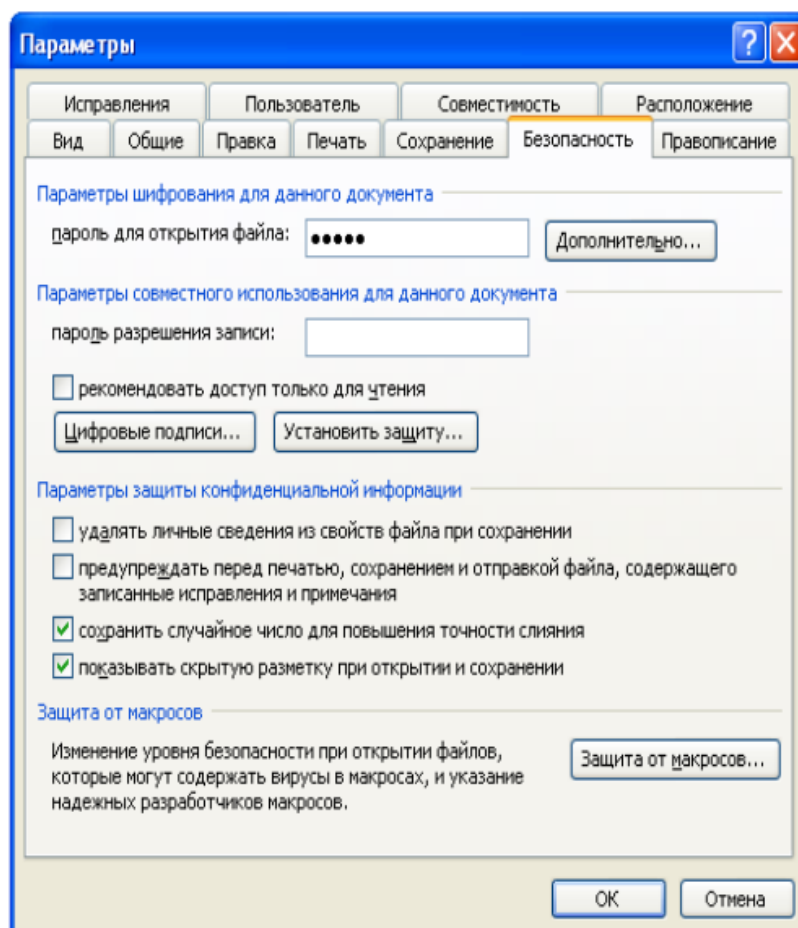 Параметры
Исправления Пользователь Совместимость Расположение
Вид Общие Правка Печать Сохранение Безопасность Правописание
Параметры шифрования для данного документа
пароль для открытия файла: ●●●●● Дополнительно...
Параметры совместного использования для данного документа
пароль разрешения записи:
рекомендовать доступ только для чтения
Цифровые подписи... Установить защиту...
Параметры защиты конфиденциальной информации
удалять личные сведения из свойств файла при сохранении
предупреждать перед печатью, сохранением и отправкой файла, содержащего
записанные исправления и примечания
сохранить случайное число для повышения точности слияния
показывать скрытую разметку при открытии и сохранении
Защита от макросов
Изменение уровня безопасности при открытии файлов,
которые могут содержать вирусы в макросах, и указание
надежных разработчиков макросов.
Защита от макросов...
ОК Отмена